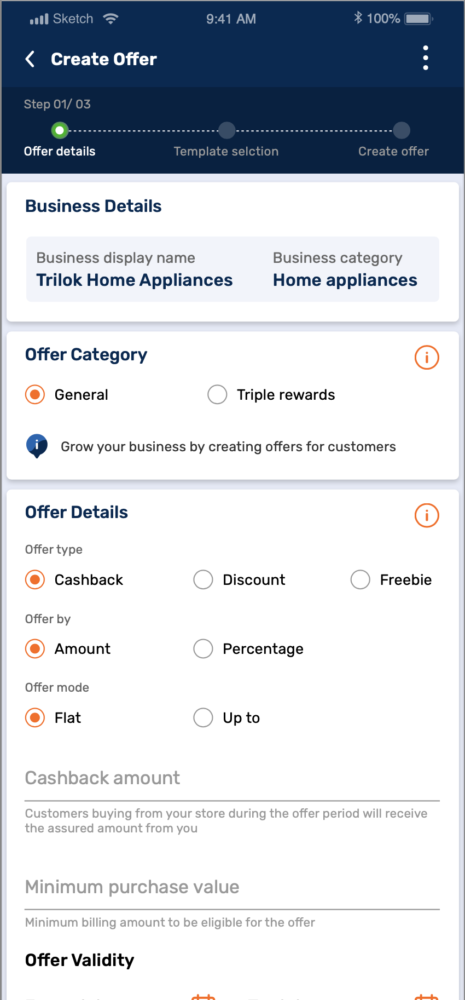 Sketch 9:41 AM 100%
Create Offer
Step 01/ 03
Offer details Template selction Create offer
Business Details
Business display name Business category
Trilok Home Appliances Home appliances
Offer Category
General Triple rewards
Grow your business by creating offers for customers
Offer Details
Offer type
Cashback Discount Freebie
Offer by
Amount Percentage
Offer mode
Flat Up to
Cashback amount
Customers buying from your store during the offer period will receive
the assured amount from you
Minimum purchase value
Minimum billing amount to be eligible for the offer
Offer Validity